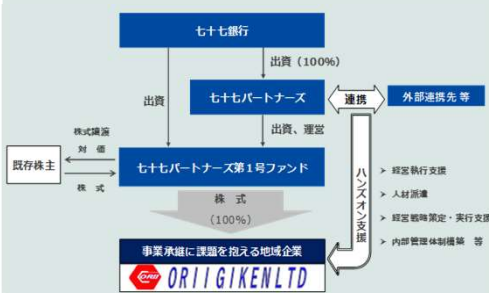 七十七銀行
出資（100%）
出資
七十七パートナーズ
連携
外部連携先 等
株式譲渡
対 価
出資、運営
既存株主
七十七パートナーズ第1号ファンド
株 式
株 式
（100%）
ハンズオン支援
➢ 経営執行支援
➢ 人材派遣
➢ 経営戦略策定・実行支援
➢ 内部管理体制構築 等
事業承継に課題を抱える地域企業
ORII
ORIIGIKENLTD